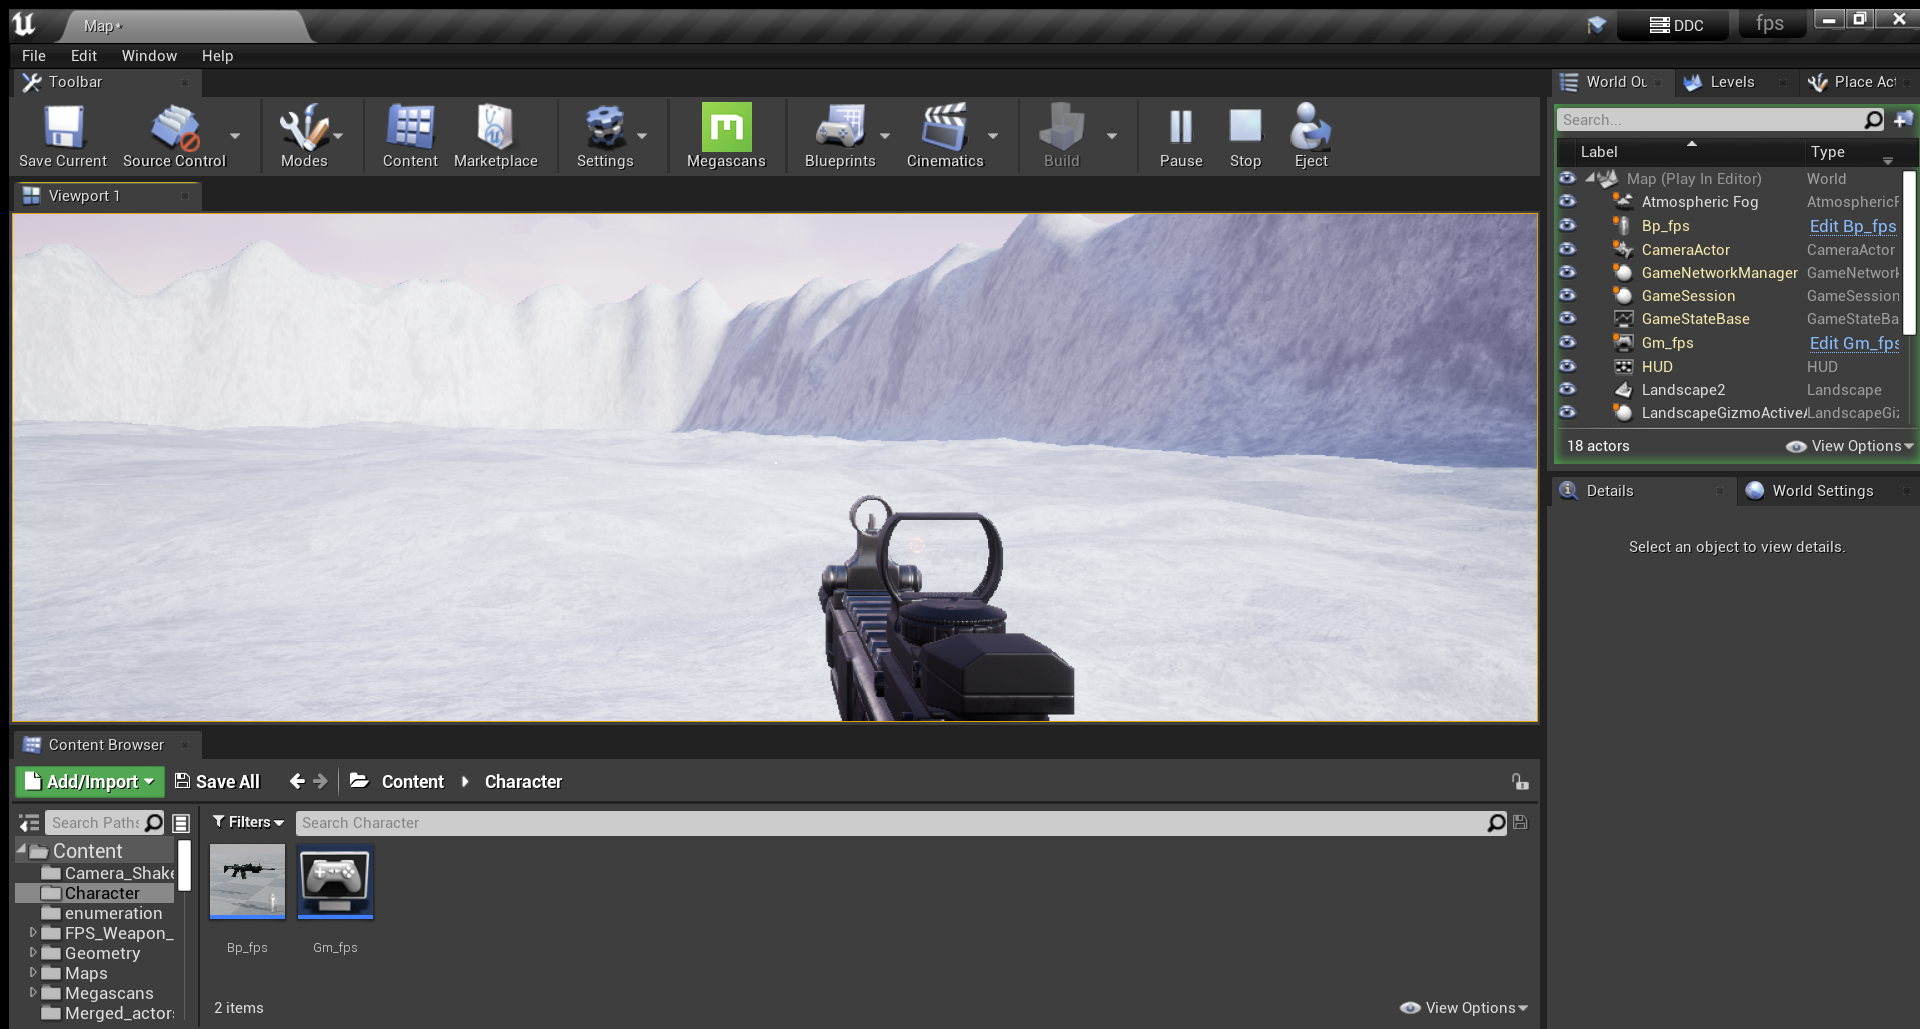 Map*
DDC
fps
File Edit Window Help
Toolbar
World Ou
Levels
Place Act
Save Current
Source Control
Modes
Content
Marketplace
Settings
Megascans
Blueprints
Cinematics
Build
Pause
Stop
Eject
Search...
Label Type
Map (Play In Editor) World
Atmospheric Fog AtmosphericF
Bp_fps Edit Bp_fps
CameraActor CameraActor
GameNetworkManager GameNetwork
GameSession GameSession
GameStateBase GameStateBa
Gm_fps Edit Gm_fps
HUD HUD
Landscape2 Landscape
LandscapeGizmoActiveA LandscapeGiz
18 actors View Options
Viewport 1
Details
World Settings
Select an object to view details.
Content Browser
Add/Import Save All Content Character
Search Paths
Filters
Search Character
Content
Camera_Shake
Character
enumeration
FPS_Weapon_
Geometry
Maps
Megascans
Merged_actors
Bp_fps
Gm_fps
2 items
View Options